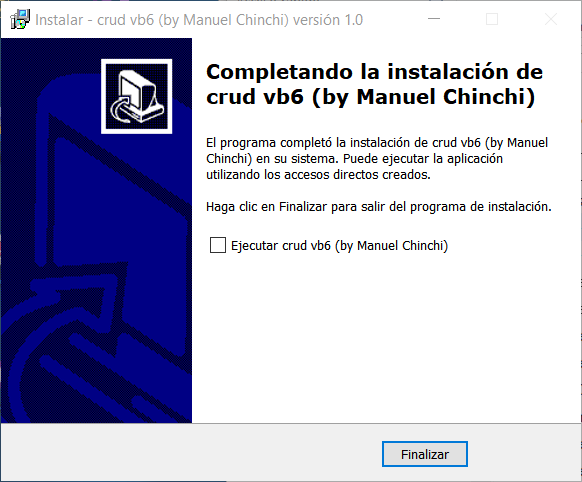 Instalar - crud vb6 (by Manuel Chinchi) versión 1.0
Completando la instalación de
crud vb6 (by Manuel Chinchi)
El programa completó la instalación de crud vb6 (by Manuel
Chinchi) en su sistema. Puede ejecutar la aplicación
utilizando los accesos directos creados.
Haga clic en Finalizar para salir del programa de instalación.
Ejecutar crud vb6 (by Manuel Chinchi)
Finalizar